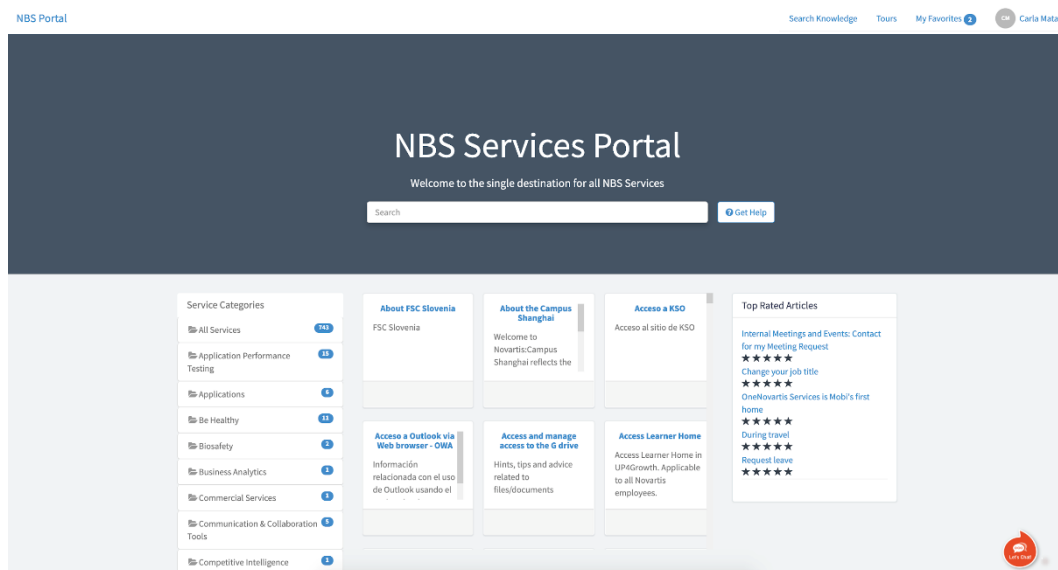 NBS Portal
Search Knowledge
Tours
My Favorites 2
CM
Carla Mata
NBS Services Portal
Welcome to the single destination for all NBS Services
Search
Get Help
Service Categories
All Services 743
Application Performance 15
Testing
Applications 6
Be Healthy 33
Biosafety 2
Business Analytics 1
Commercial Services 3
Communication & Collaboration 5
Tools
Competitive Intelligence
About FSC Slovenia
FSC Slovenia
About the Campus
Shanghai
Welcome to
Novartis:Campus
Shanghai reflects the
Acceso a KSO
Acceso al sitio de KSO
Acceso a Outlook via
Web browser - OWA
Información
relacionada con el uso
de Outlook usando el
Access and manage
access to the G drive
Hints, tips and advice
related to
files/documents
Access Learner Home
Access Learner Home in
UP4Growth. Applicable
to all Novartis
employees.
Top Rated Articles
Internal Meetings and Events: Contact
for my Meeting Request
Change your job title
OneNovartis Services is Mobi's first
home
During travel
Request leave
Let's Chat